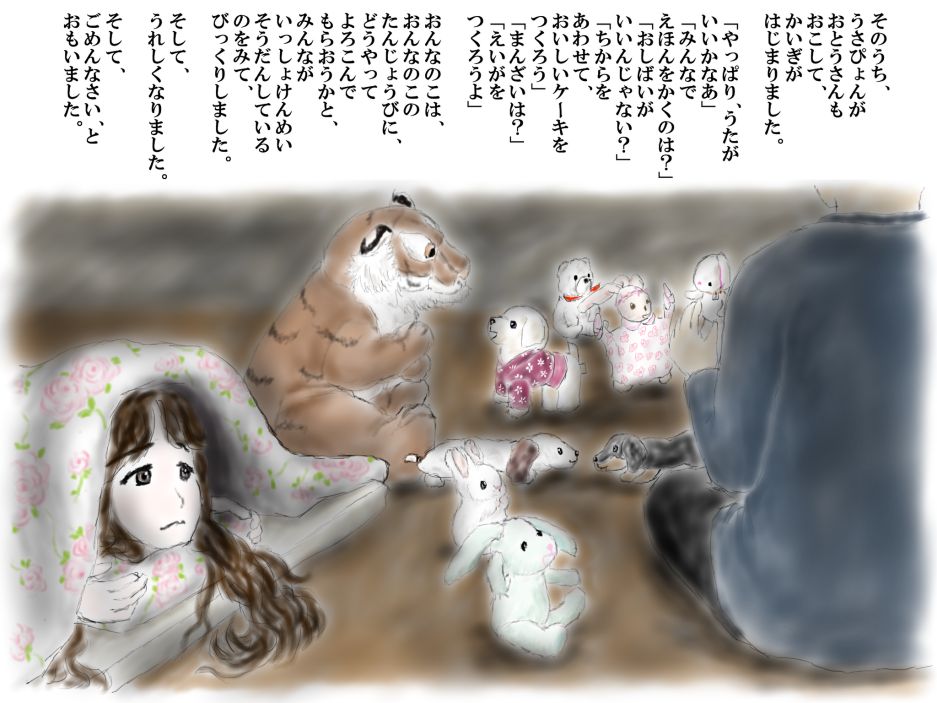 そのうち、
うさぴょんが
おとうさんも
おこして、
かいぎが
はじまりました。
「やっぱり、うたが
いいかなあ」
「みんなで
えほんをかくのは？」
「おしばいが
いいんじゃない？」
「ちからを
あわせて、
おいしいケーキを
つくろう」
「まんざいは？」
「えいがを
つくろうよ」
おんなのこは、
おんなのこの
たんじょうびに、
どうやって
よろこんで
もらおうかと、
みんなが
いっしょけんめい
そうだんしている
のをみて、
びっくりしました。
そして、
うれしくなりました。
そして、
ごめんなさい、と
おもいました。